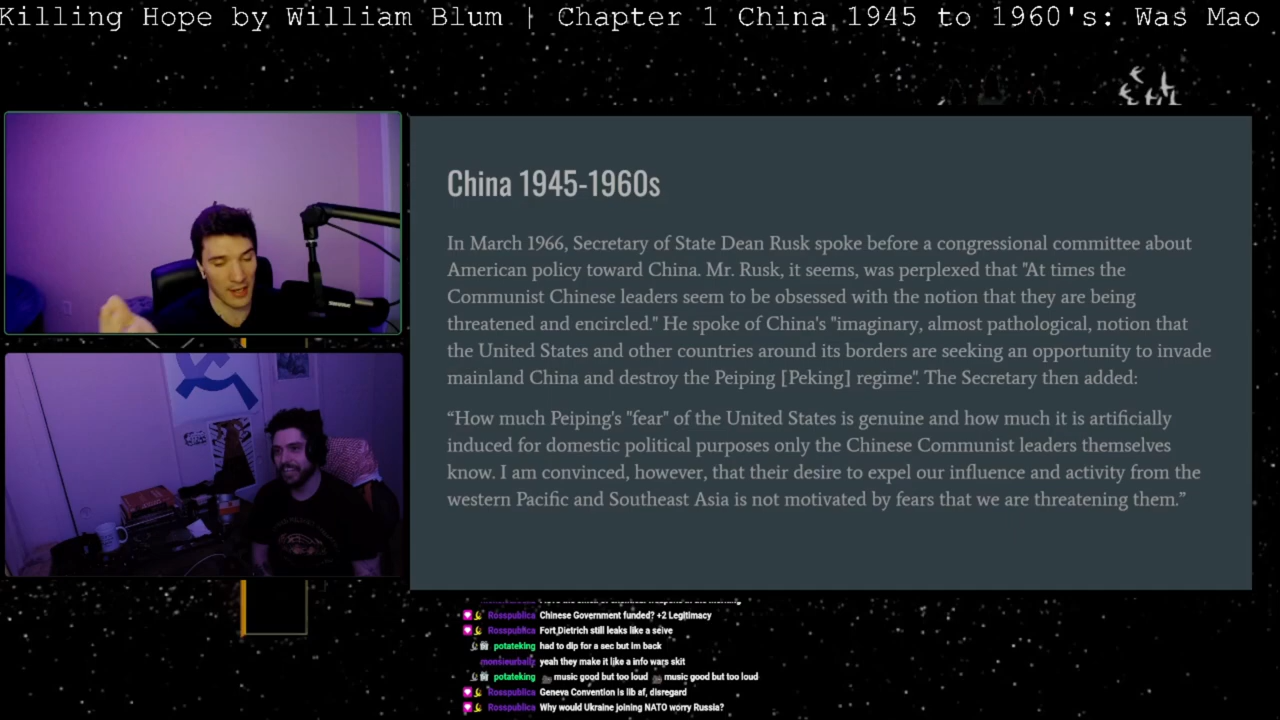 Killing Hope by William Blum | Chapter 1 China 1945 to 1960's: Was Mao
China 1945-1960s
In March 1966, Secretary of State Dean Rusk spoke before a congressional committee about
American policy toward China. Mr. Rusk, it seems, was perplexed that "At times the
Communist Chinese leaders seem to be obsessed with the notion that they are being
threatened and encircled." He spoke of China's "imaginary, almost pathological, notion that
the United States and other countries around its borders are seeking an opportunity to invade
mainland China and destroy the Peiping [Peking] regime". The Secretary then added:
“How much Peiping's "fear" of the United States is genuine and how much it is artificially
induced for domestic political purposes only the Chinese Communist leaders themselves
know. I am convinced, however, that their desire to expel our influence and activity from the
western Pacific and Southeast Asia is not motivated by fears that we are threatening them.”
Rosspublica Chinese Government funded? +2 Legitimacy
Rosspublica Fort Dietrich still leaks like a seive
potateking had to dip for a sec but im back
yeah they make it like a info wars skit
potateking music good but too loud music good but too loud
Rosspublica Geneva Convention is lib af, disregard
Rosspublica Why would Ukraine joining NATO worry Russia?